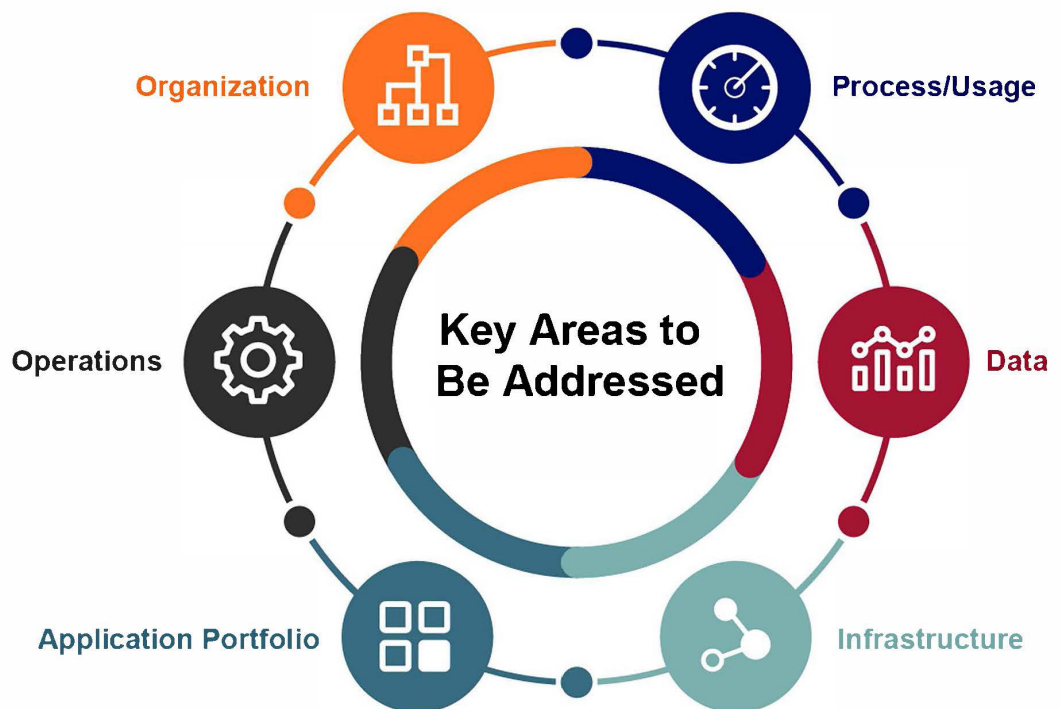 Organization
Process/Usage
Key Areas to
Be Addressed
Operations
Data
Application Portfolio
Infrastructure